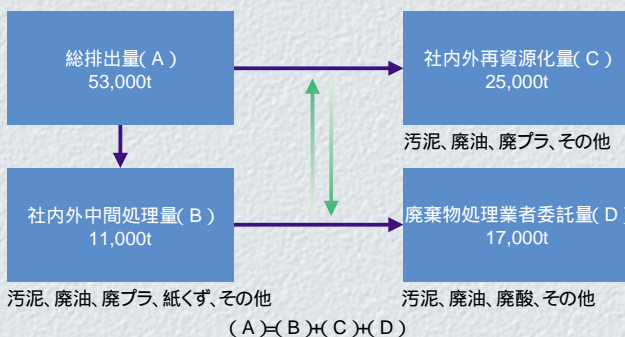 総排出量(A)
53,000t
社内外再資源化量(C)
25,000t
汚泥、廃油、廃プラ、その他
社内外中間処理量(B)
11,000t
汚泥、廃油、廃プラ、紙くず、その他
廃棄物処理業者委託量(D)
17,000t
汚泥、廃油、廃酸、その他
(A)=(B)+(C)+(D)